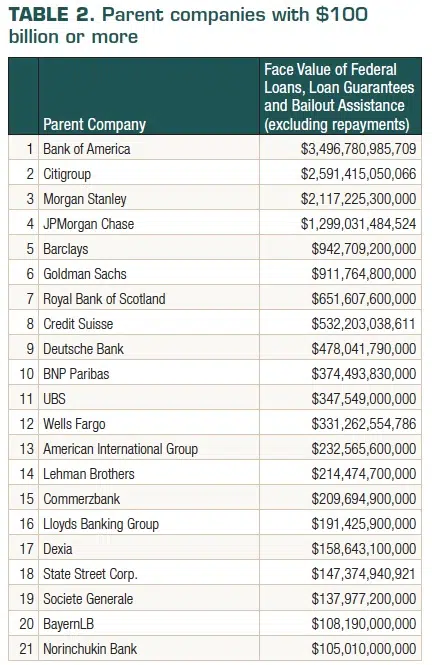 TABLE 2. Parent companies with $100
billion or more
Parent Company
Face Value of Federal
Loans, Loan Guarantees
and Bailout Assistance
(excluding repayments)
1 Bank of America $3,496,780,985,709
2 Citigroup $2,591,415,050,066
3 Morgan Stanley $2,117,225,300,000
4 JPMorgan Chase $1,299,031,484,524
5 Barclays $942,709,200,000
6 Goldman Sachs $911,764,800,000
7 Royal Bank of Scotland $651,607,600,000
8 Credit Suisse $532,203,038,611
9 Deutsche Bank $478,041,790,000
10 BNP Paribas $374,493,830,000
11 UBS $347,549,000,000
12 Wells Fargo $331,262,554,786
13 American International Group $232,565,600,000
14 Lehman Brothers $214,474,700,000
15 Commerzbank $209,694,900,000
16 Lloyds Banking Group $191,425,900,000
17 Dexia $158,643,100,000
18 State Street Corp. $147,374,940,921
19 Societe Generale $137,977,200,000
20 BayernLB $108,190,000,000
21 Norinchukin Bank $105,010,000,000